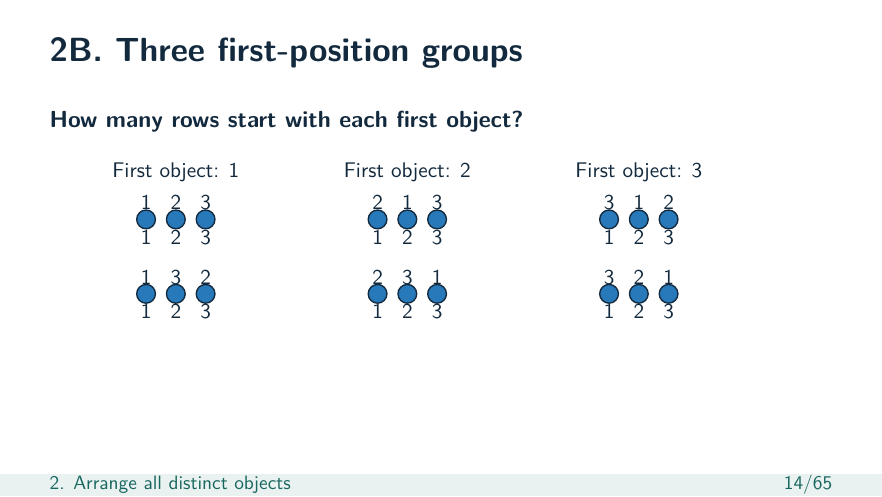 2B. Three first-position groups
How many rows start with each first object?
First object: 1
1 2 3
1 2 3
1 3 2
1 2 3
First object: 2
2 1 3
1 2 3
2 3 1
1 2 3
First object: 3
3 1 2
1 2 3
3 2 1
1 2 3
2. Arrange all distinct objects
14/65